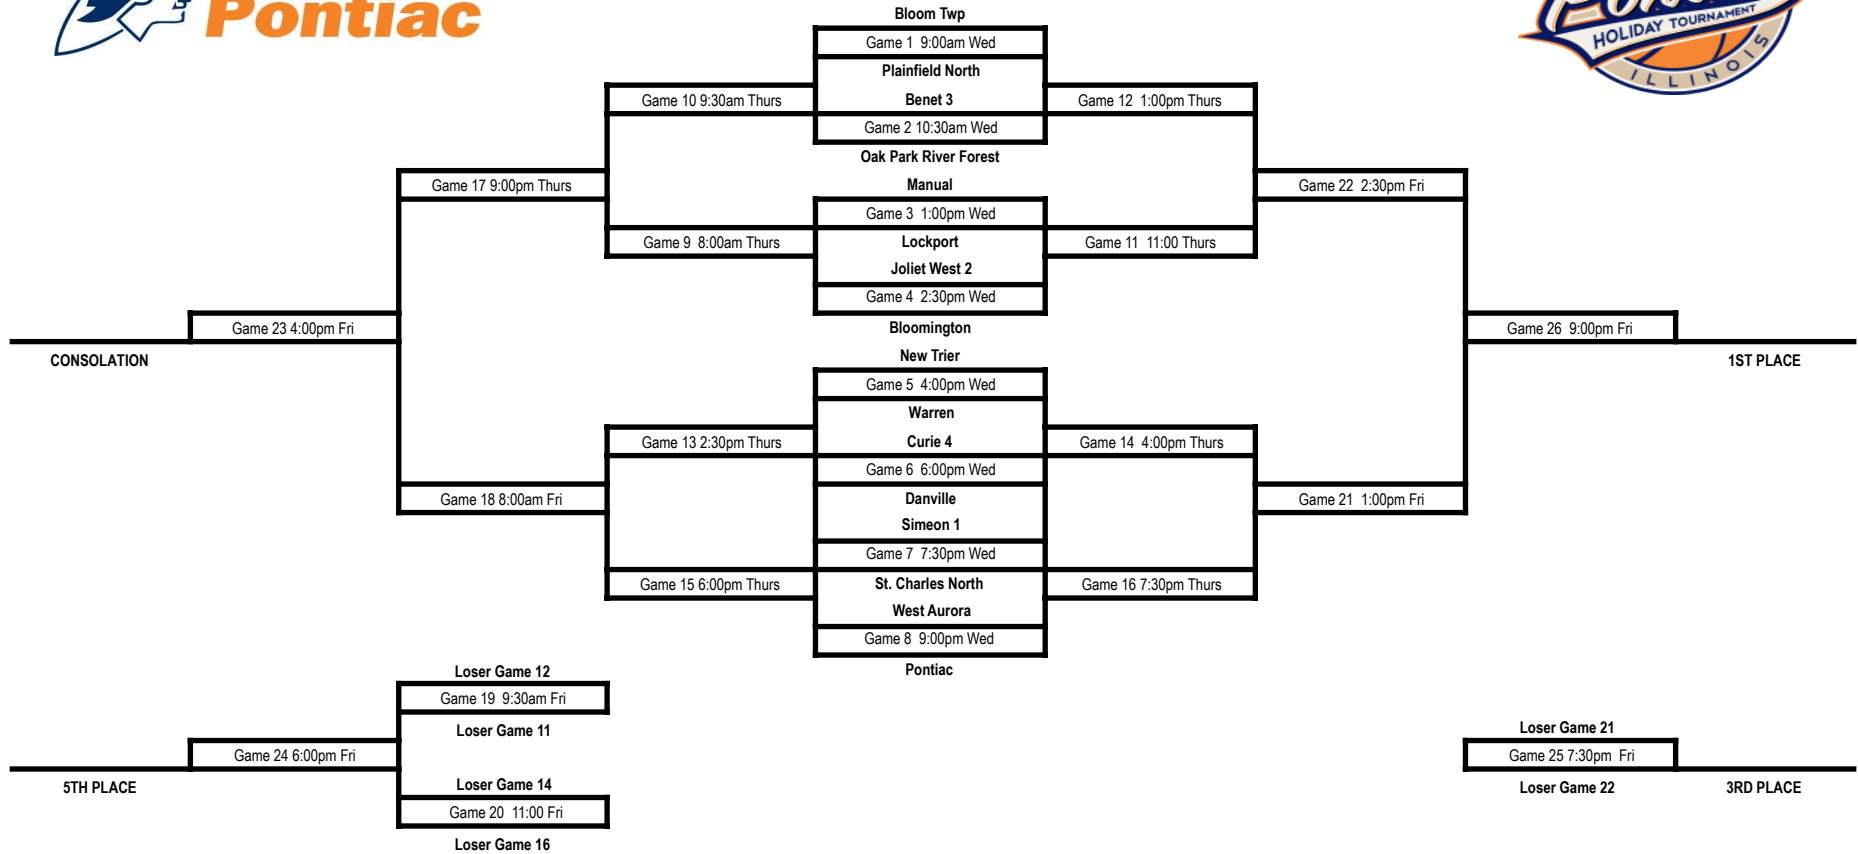 Pontiac
HOLIDAY TOURNAMENT
ILLINOIS
Bloom Twp
Game 1 9:00am Wed
Plainfield North
Game 10 9:30am Thurs
Benet 3
Game 12 1:00pm Thurs
Game 2 10:30am Wed
Oak Park River Forest
Game 17 9:00pm Thurs
Manual
Game 22 2:30pm Fri
Game 3 1:00pm Wed
Game 9 8:00am Thurs
Lockport
Game 11 11:00 Thurs
Joliet West 2
Game 4 2:30pm Wed
Game 23 4:00pm Fri
Bloomington
Game 26 9:00pm Fri
CONSOLATION
New Trier
1ST PLACE
Game 5 4:00pm Wed
Warren
Game 13 2:30pm Thurs
Curie 4
Game 14 4:00pm Thurs
Game 6 6:00pm Wed
Game 18 8:00am Fri
Danville
Game 21 1:00pm Fri
Simeon 1
Game 7 7:30pm Wed
Game 15 6:00pm Thurs
St. Charles North
Game 16 7:30pm Thurs
West Aurora
Game 8 9:00pm Wed
Pontiac
Loser Game 12
Game 19 9:30am Fri
Loser Game 11
Loser Game 21
Game 24 6:00pm Fri
Game 25 7:30pm Fri
5TH PLACE
Loser Game 14
Loser Game 22
3RD PLACE
Game 20 11:00 Fri
Loser Game 16